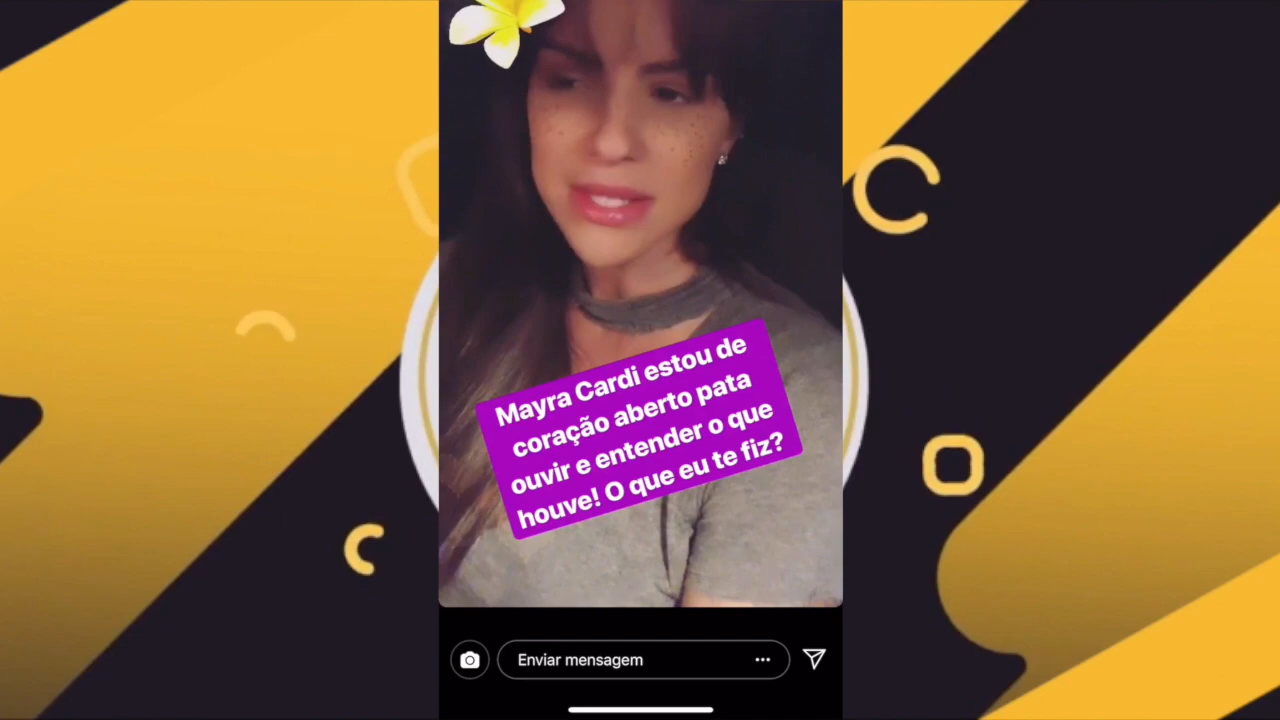 Mayra Cardi estou de
coração aberto pata
ouvir e entender o que
houve! O que eu te fiz?
Enviar mensagem